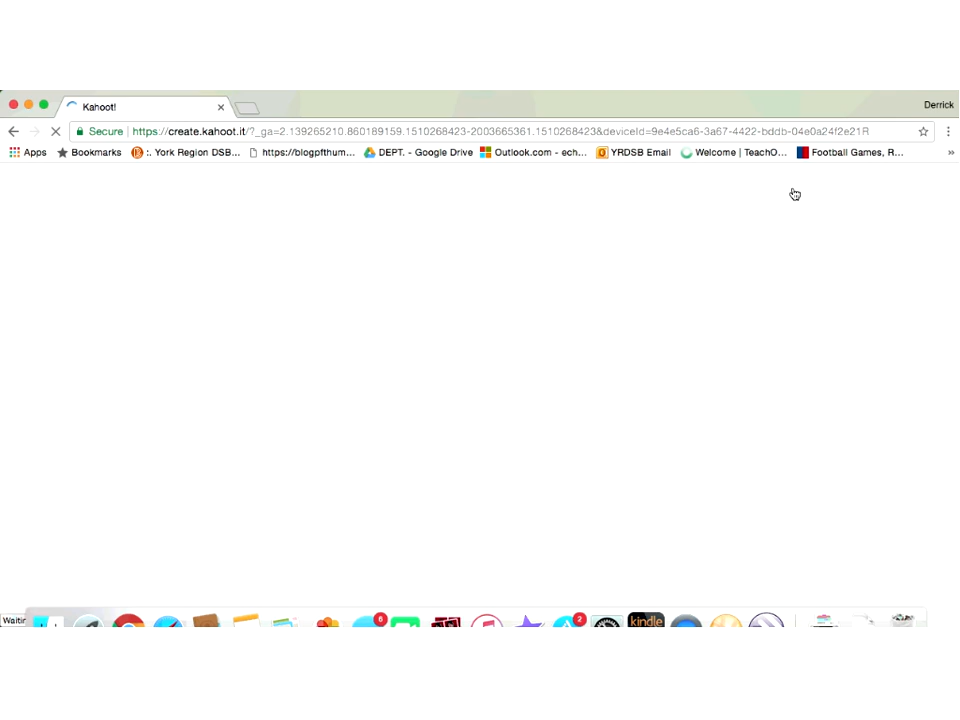 Kahoot!
Derrick
Secure https://create.kahoot.it/?_ga=2.139265210.860189159.1510268423-2003665361.1510268423&deviceId=9e4e5ca6-3a67-4422-bddb-04e0a24f2e21R
Apps Bookmarks :. York Region DSB... https://blogpfthum... DEPT. - Google Drive Outlook.com - ech... YRDSB Email Welcome | TeachO... Football Games, R... »
6 2
Waitin kindle